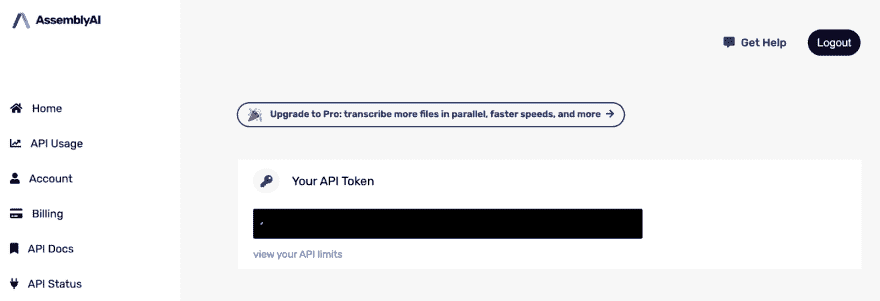 AssemblyAI
Get Help
Logout
Home
API Usage
Account
Billing
API Docs
API Status
Upgrade to Pro: transcribe more files in parallel, faster speeds, and more →
Your API Token
view your API limits